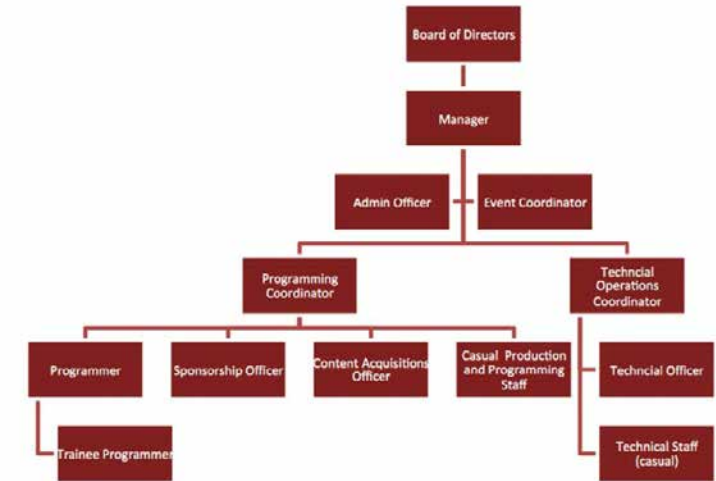 Board of Directors
Manager
Admin Officer
Event Coordinator
Programming
Coordinator
Techncial
Operations
Coordinator
Programmer
Sponsorship Officer
Content Acquisitions
Officer
Casual Production
and Programming
Staff
Techncial Officer
Trainee Programmer
Technical Staff
(casual)